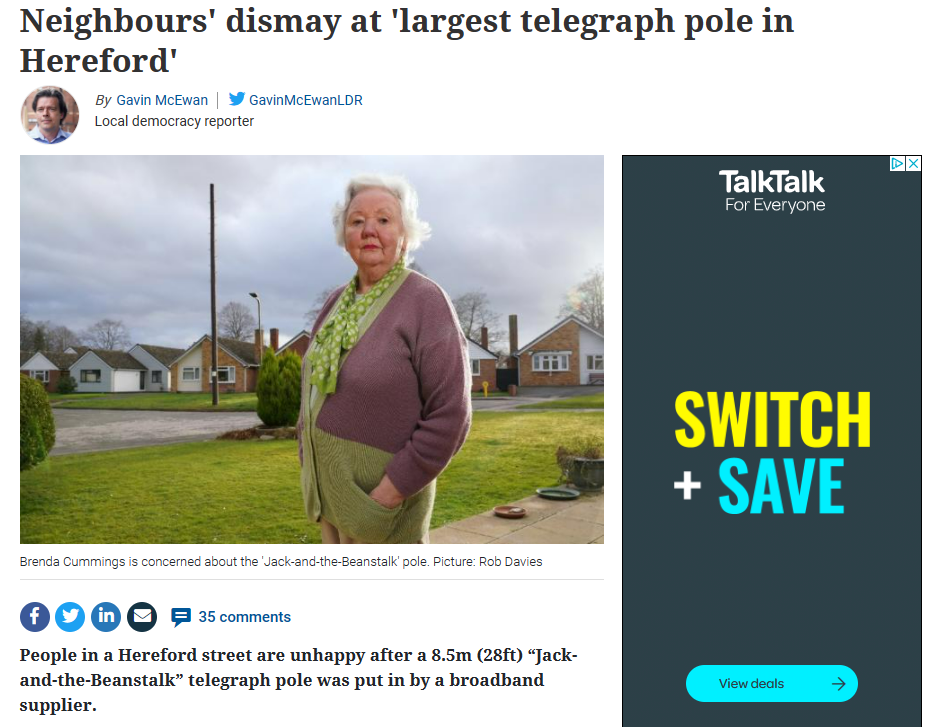 Neighbours' dismay at 'largest telegraph pole in
Hereford'
By Gavin McEwan | GavinMcEwanLDR
Local democracy reporter
Brenda Cummings is concerned about the 'Jack-and-the-Beanstalk' pole. Picture: Rob Davies
35 comments
People in a Hereford street are unhappy after a 8.5m (28ft) “Jack-
and-the-Beanstalk” telegraph pole was put in by a broadband
supplier.
TalkTalk
For Everyone
SWITCH
+ SAVE
View deals